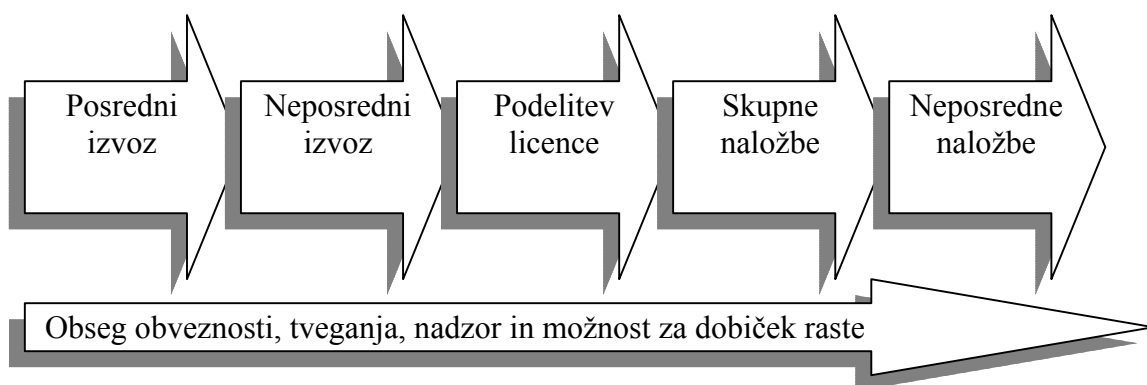 Posredni
izvoz
Neposredni
izvoz
Podelitev
licence
Skupne
naložbe
Neposredne
naložbe
Obseg obveznosti, tveganja, nadzor in možnost za dobiček raste